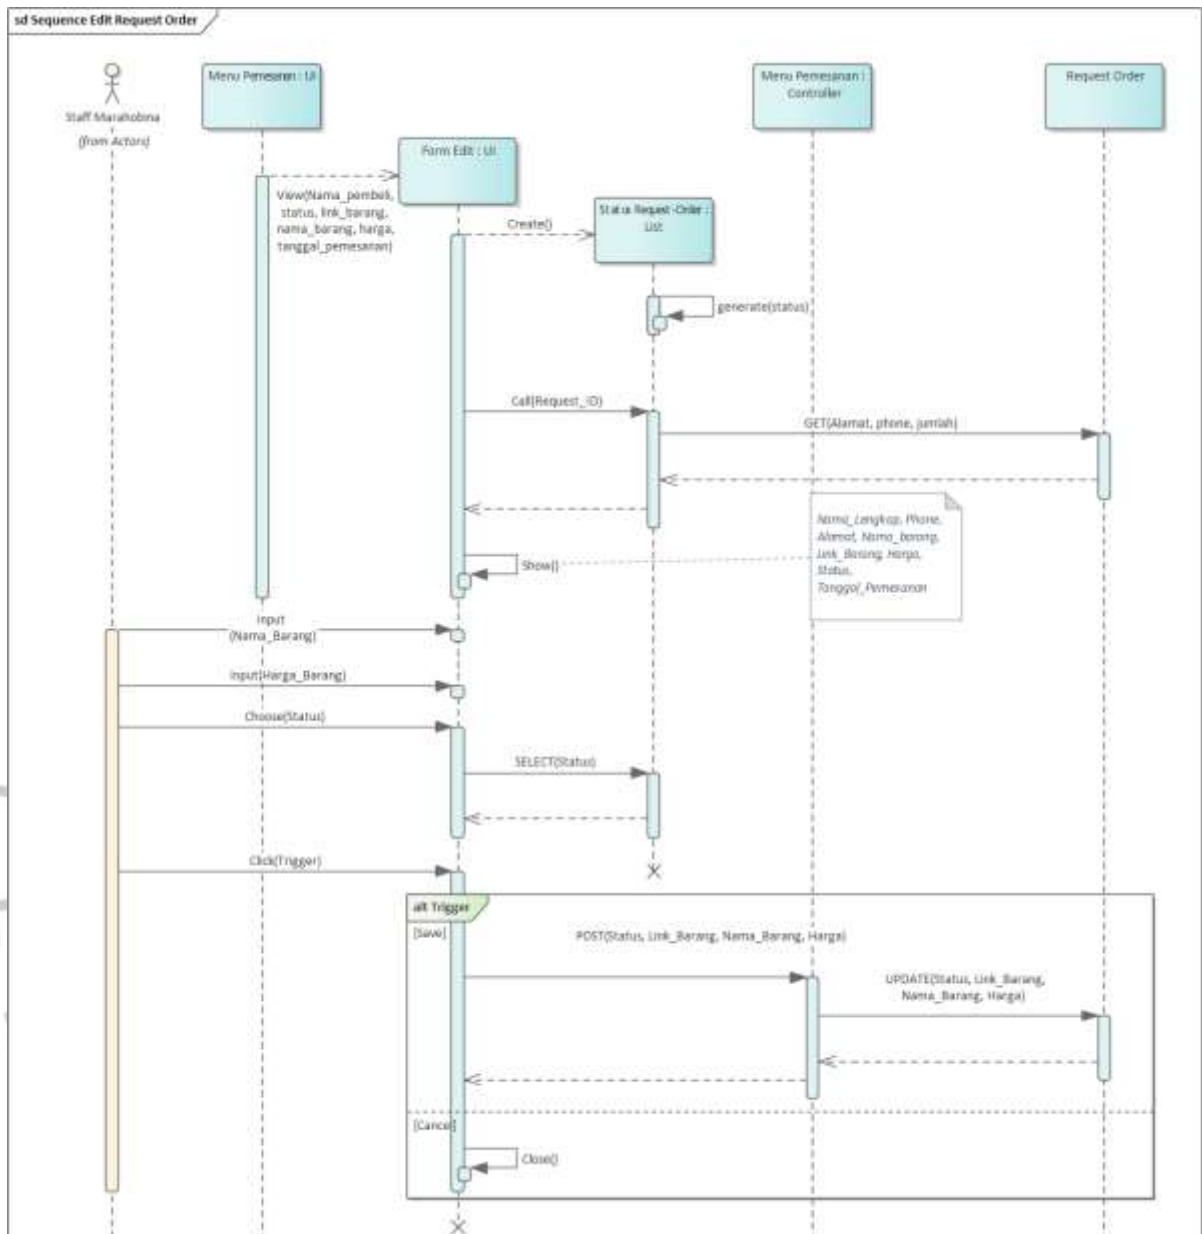 sd Sequence Edit Request Order
Staff Marahobina
(from Actors)
Menu Pemesanan : UI
Menu Pemesanan :
Controller
Request Order
Form Edit : UI
View(Nama_pembeli,
status, link_barang,
nama_barang, harga,
tanggal_pemesanan)
Status Request-Order :
List
Create()
generate(status)
Call(Request_ID)
GET(Alamat, phone, jumlah)
Nama_Lengkap, Phone,
Alamat, Nama_barang,
Link_Barang, Harga,
Status,
Tanggal_Pemesanan
Show()
Input
(Nama_Barang)
Input(Harga_Barang)
Choose(Status)
SELECT(Status)
Click(Trigger)
alt Trigger
[Save]
POST(Status, Link_Barang, Nama_Barang, Harga)
UPDATE(Status, Link_Barang,
Nama_Barang, Harga)
[Cancel]
Close()